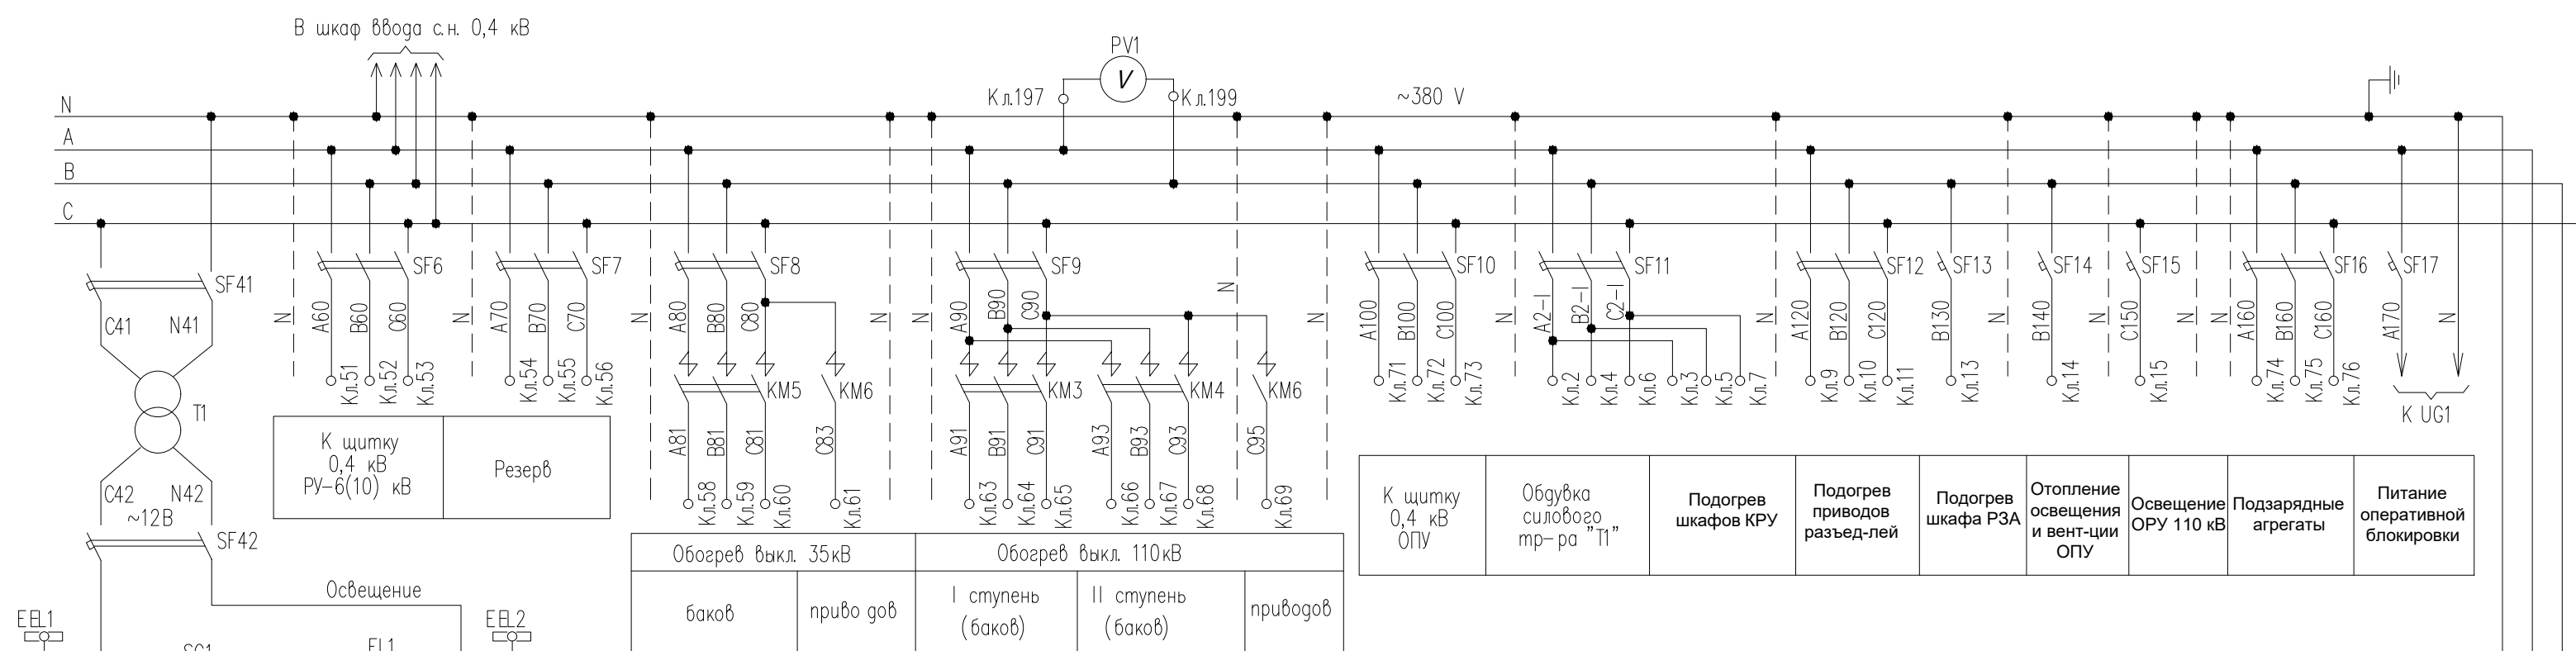 В шкаф ввода с.н. 0,4 кВ
PV1
V
Кл.197
Кл.199
~380 V
N
A
B
C
SF41
SF6
SF7
SF8
SF9
SF10
SF11
SF12
SF13
SF14
SF15
SF16
SF17
C41
N41
N
A60
B60
C60
N
A70
B70
C70
N
A80
B80
C80
N
N
A90
B90
C90
N
N
A100
B100
C100
N
A2-I
B2-I
C2-I
N
A120
B120
C120
B130
N
B140
N
C150
N
N
A160
B160
C160
A170
N
Кл.51
Кл.52
Кл.53
Кл.54
Кл.55
Кл.56
KM5
KM6
KM3
KM4
KM6
Кл.71
Кл.72
Кл.73
Кл.2
Кл.4
Кл.6
Кл.3
Кл.5
Кл.7
Кл.9
Кл.10
Кл.11
Кл.13
Кл.14
Кл.15
Кл.74
Кл.75
Кл.76
К UG1
T1
A81
B81
C81
C83
A91
B91
C91
A93
B93
C93
C95
Кл.58
Кл.59
Кл.60
Кл.61
Кл.63
Кл.64
Кл.65
Кл.66
Кл.67
Кл.68
Кл.69
К щитку
0,4 кВ
РУ-6(10) кВ
Резерв
C42
N42
~12В
SF42
К щитку
0,4 кВ
ОПУ
Обдувка
силового
тр-ра "Т1"
Подогрев
шкафов КРУ
Подогрев
приводов
разъед-лей
Подогрев
шкафа РЗА
Отопление
освещения
и вент-ции
ОПУ
Освещение
ОРУ 110 кВ
Подзарядные
агрегаты
Питание
оперативной
блокировки
Обогрев выкл. 35кВ
Обогрев выкл. 110кВ
баков
приво дов
I ступень
(баков)
II ступень
(баков)
приводов
Освещение
EEL1
EEL2